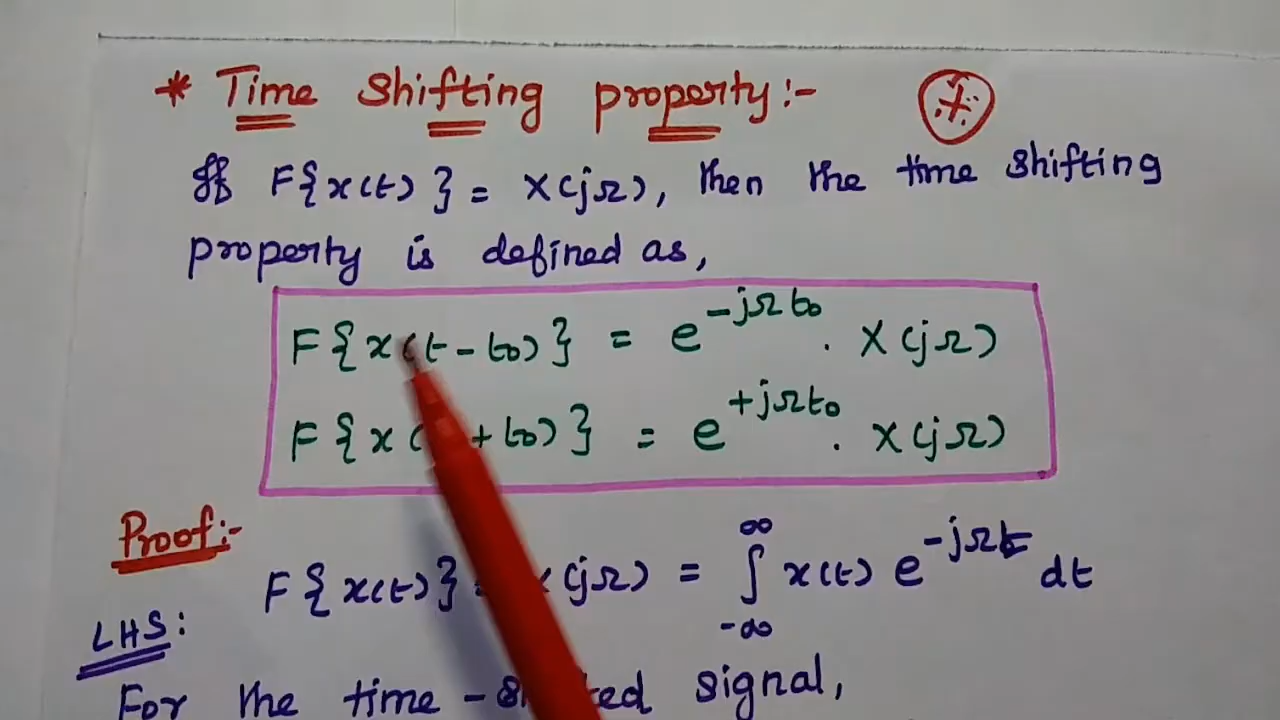 * Time Shifting property:-
If F{x(t)} = X(jΩ), then the time shifting
property is defined as,
F{x(t-t₀)} = e^{-jΩt₀} . X(jΩ)
F{x( + t₀)} = e^{+jΩt₀} . X(jΩ)
Proof:-
F{x(t)} = X(jΩ) = ∫_{-∞}^{∞} x(t) e^{-jΩt} dt
LHS:
For the time - signal,